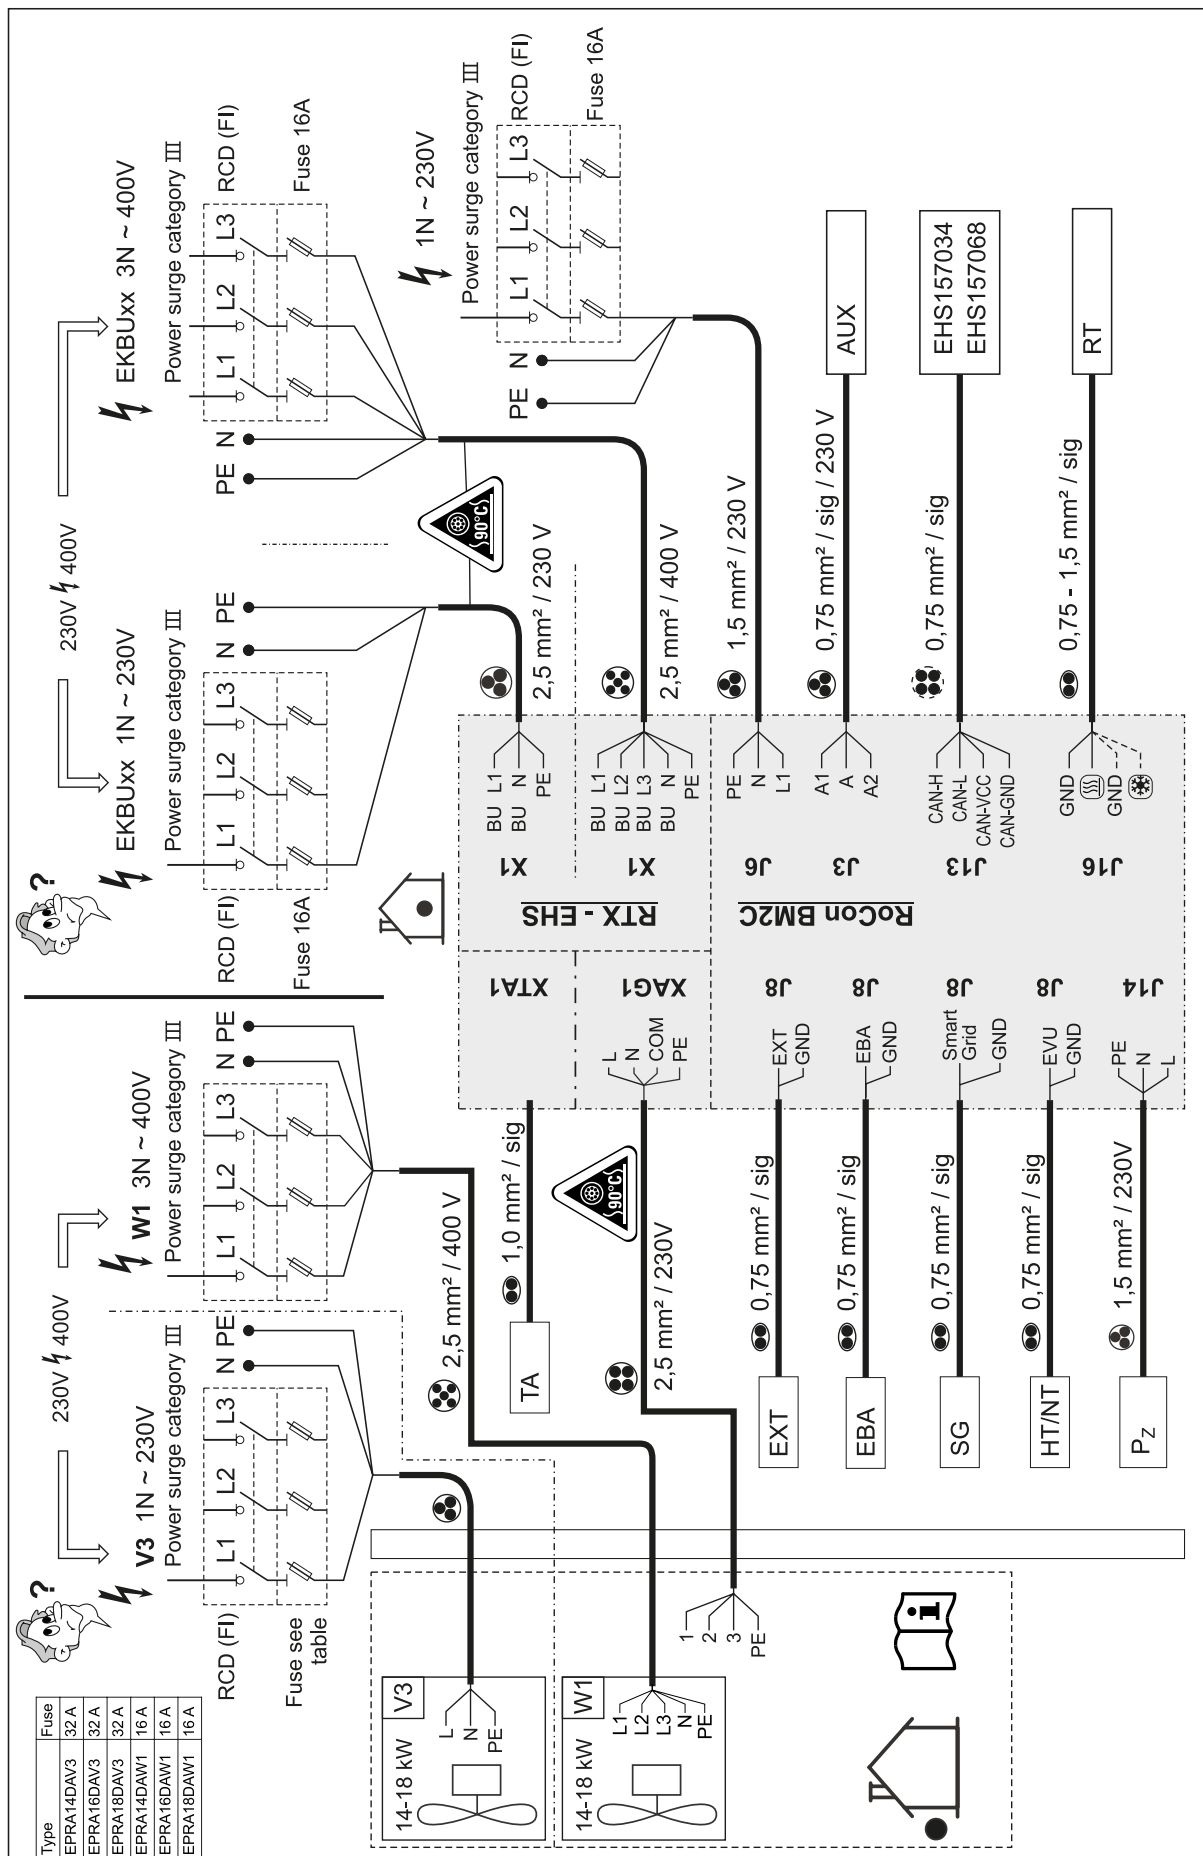 Type Fuse
EPRA14DAV3 32 A
EPRA16DAV3 32 A
EPRA18DAV3 32 A
EPRA14DAW1 16 A
EPRA16DAW1 16 A
EPRA18DAW1 16 A
?
230V 400V
V3 1N ~ 230V
Power surge category III
RCD (FI)
L1 L2 L3 N PE
Fuse see
table
W1 3N ~ 400V
Power surge category III
L1 L2 L3 N PE
?
230V 400V
EKBUxx 1N ~ 230V
Power surge category III
RCD (FI)
L1 L2 L3 N PE
Fuse 16A
EKBUxx 3N ~ 400V
Power surge category III
PE N L1 L2 L3
RCD (FI)
Fuse 16A
1N ~ 230V
Power surge category III
PE N L1 L2 L3
RCD (FI)
Fuse 16A
90°C
V3
14-18 kW
L
N
PE
W1
14-18 kW
L1
L2
L3
N
PE
1
2
3
PE
i
2,5 mm² / 400 V
TA
1,0 mm² / sig
2,5 mm² / 230V
90°C
EXT
0,75 mm² / sig
EBA
0,75 mm² / sig
SG
0,75 mm² / sig
HT/NT
0,75 mm² / sig
PZ
1,5 mm² / 230V
XTA1
XAG1
L
N
COM
PE
J8
EXT
GND
J8
EBA
GND
J8
Smart
Grid
GND
J8
EVU
GND
J14
PE
N
L
RTX - EHS
RoCon BM2C
X1
BU L1
BU N
PE
2,5 mm² / 230 V
X1
BU L1
BU L2
BU L3
BU N
PE
2,5 mm² / 400 V
J6
PE
N
L1
1,5 mm² / 230 V
J3
A1
A
A2
0,75 mm² / sig / 230 V
AUX
J13
CAN-H
CAN-L
CAN-VCC
CAN-GND
0,75 mm² / sig
EHS157034
EHS157068
J16
GND
GND
0,75 - 1,5 mm² / sig
RT